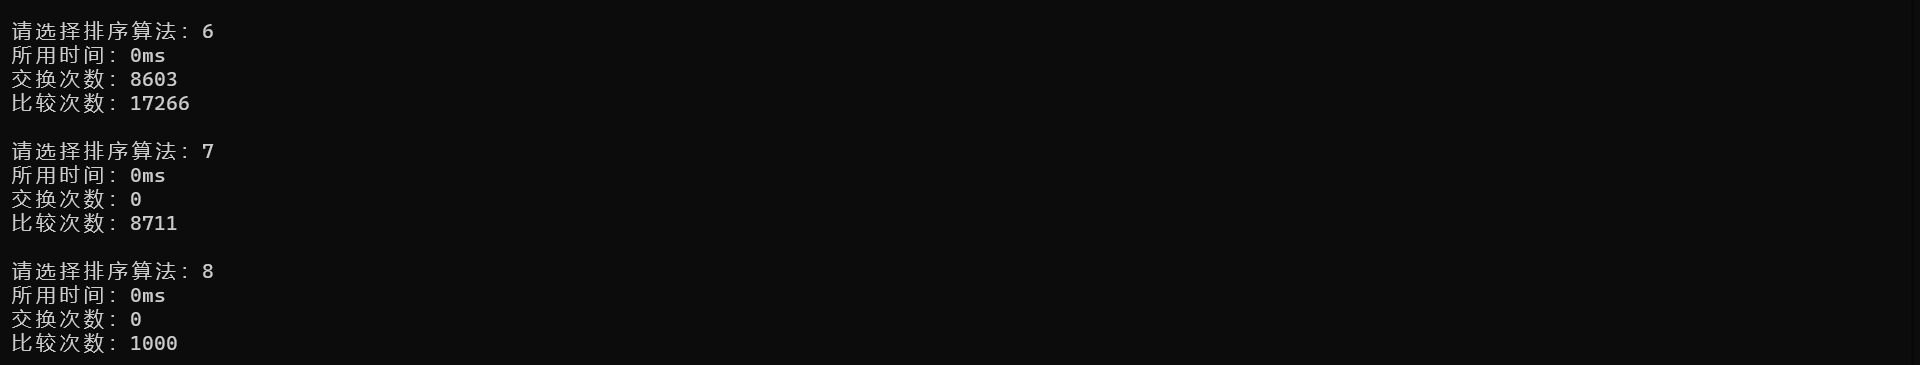 请选择排序算法：6
所用时间：0ms
交换次数：8603
比较次数：17266
请选择排序算法：7
所用时间：0ms
交换次数：0
比较次数：8711
请选择排序算法：8
所用时间：0ms
交换次数：0
比较次数：1000